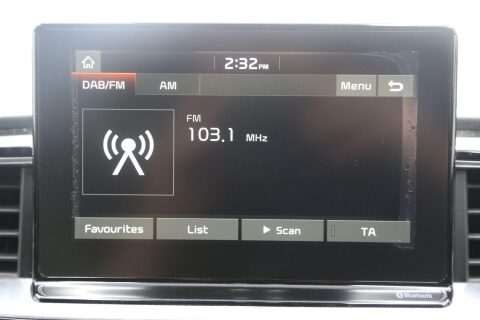 2:32 PM
DAB/FM AM Menu
FM
103.1 MHz
Favourites List Scan TA
Bluetooth